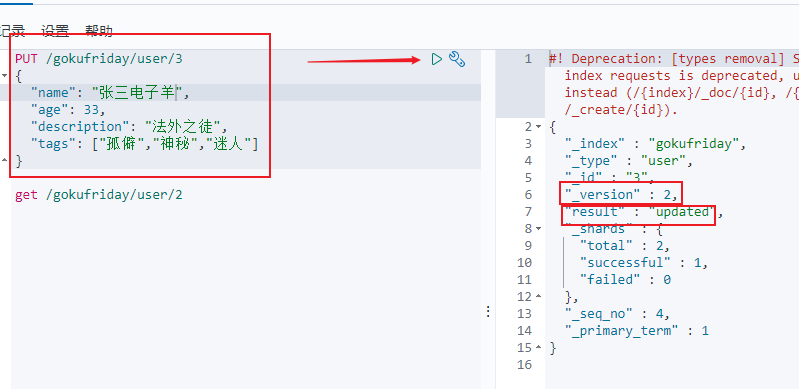 记录 设置 帮助
PUT /gokufriday/user/3
{
"name": "张三电子羊",
"age": 33,
"description": "法外之徒",
"tags": ["孤僻","神秘","迷人"]
}
get /gokufriday/user/2
1 #! Deprecation: [types removal] S
index requests is deprecated, u
instead (/{index}/_doc/{id}, /{
/_create/{id}).
2 {
3 "_index" : "gokufriday",
4 "_type" : "user",
5 "_id" : "3",
6 "_version" : 2,
7 "result" : "updated",
8 "_shards" : {
9 "total" : 2,
10 "successful" : 1,
11 "failed" : 0
12 },
13 "_seq_no" : 4,
14 "_primary_term" : 1
15 }
16